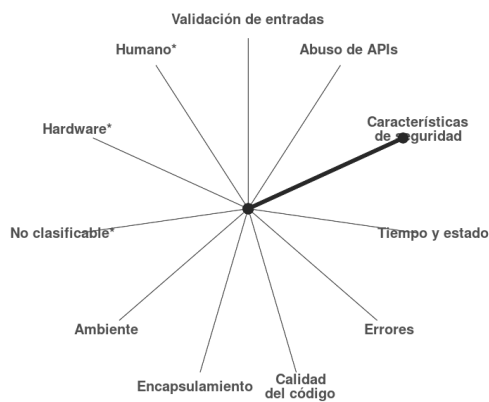 Validación de entradas
Humano*
Abuso de APIs
Características
de seguridad
Hardware*
No clasificable*
Tiempo y estado
Ambiente
Errores
Encapsulamiento
Calidad
del código